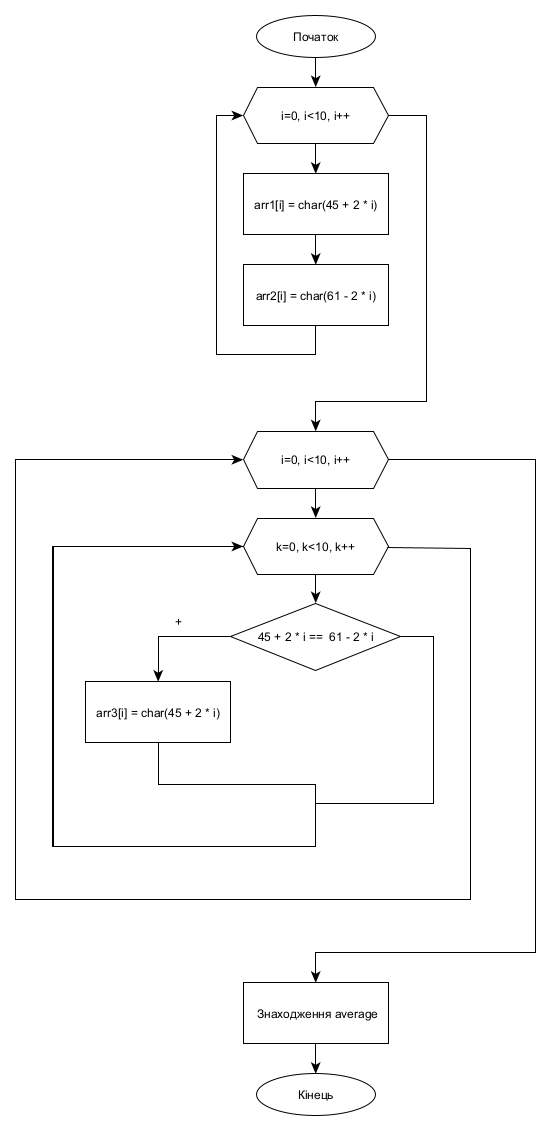 Початок
i=0, i<10, i++
arr1[i] = char(45 + 2 * i)
arr2[i] = char(61 - 2 * i)
i=0, i<10, i++
k=0, k<10, k++
45 + 2 * i == 61 - 2 * i
+
arr3[i] = char(45 + 2 * i)
Знаходження average
Кінець